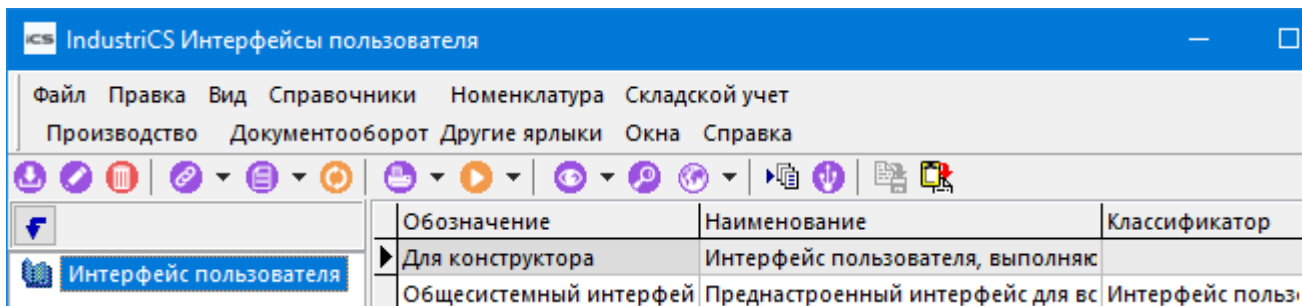 iCS IndustriCS Интерфейсы пользователя
Файл Правка Вид Справочники Номенклатура Складской учет
Производство Документооборот Другие ярлыки Окна Справка
Обозначение Наименование Классификатор
Интерфейс пользователя Для конструктора Интерфейс пользователя, выполняю
Общесистемный интерфей Преднастроенный интерфейс для вс Интерфейс польз